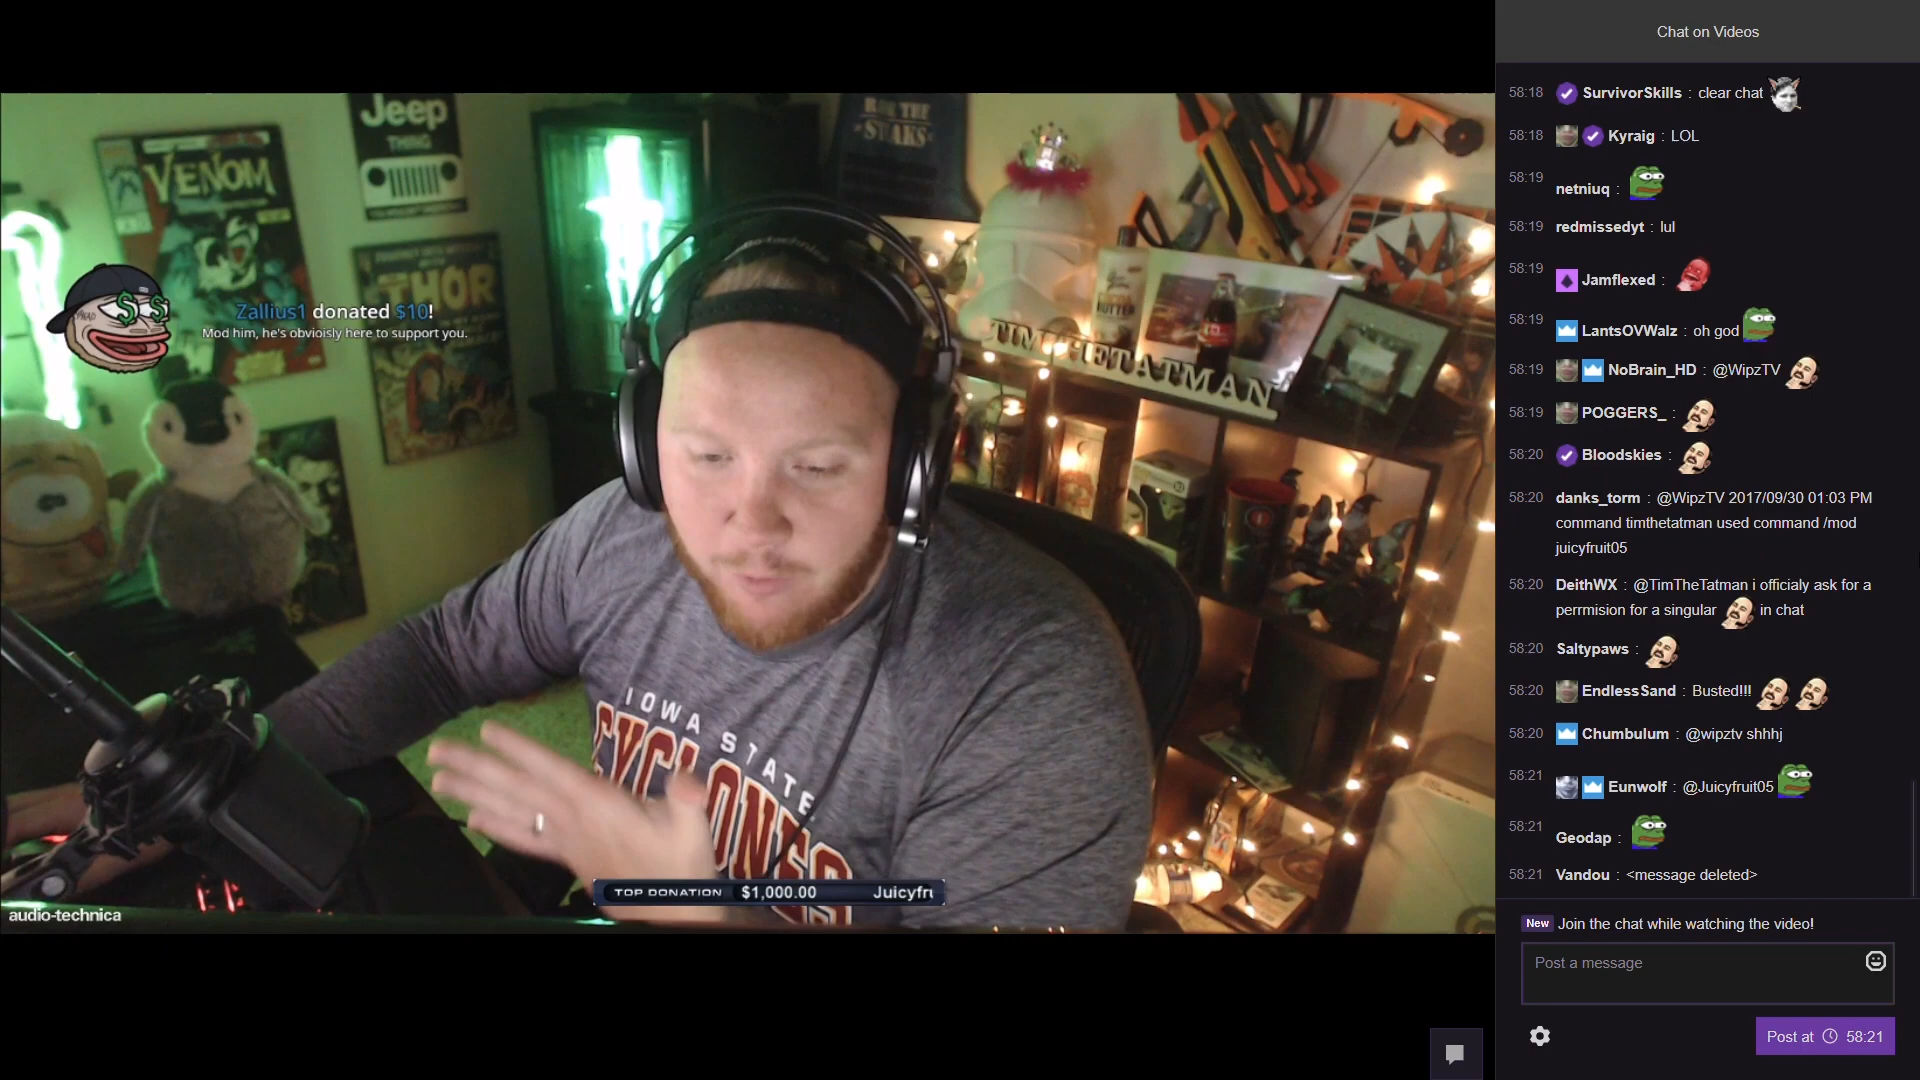 Chat on Videos
58:18 SurvivorSkills : clear chat
58:18 Kyraig : LOL
58:19 netniuq :
58:19 redmissedyt : lul
58:19 Jamflexed :
58:19 LantsOVWalz : oh god
58:19 NoBrain_HD : @WipzTV
58:19 POGGERS_ :
58:20 Bloodskies :
58:20 danks_torm : @WipzTV 2017/09/30 01:03 PM
command timthetatman used command /mod
juicyfruit05
58:20 DeithWX : @TimTheTatman i officialy ask for a
perrmision for a singular in chat
58:20 Saltypaws :
58:20 EndlessSand : Busted!!!
58:20 Chumbulum : @wipztv shhhj
58:21 Eunwolf : @Juicyfruit05
58:21 Geodap :
58:21 Vandou : <message deleted>
New Join the chat while watching the video!
Post a message
Post at 58:21
Jeep
THING
VENOM
THOR
STAKS
TIMTHETATMAN
Zallius1 donated $10!
Mod him, he's obvioisly here to support you.
IOWA STATE
CYCLONES
TOP DONATION $1,000.00 Juicyfru
audio-technica